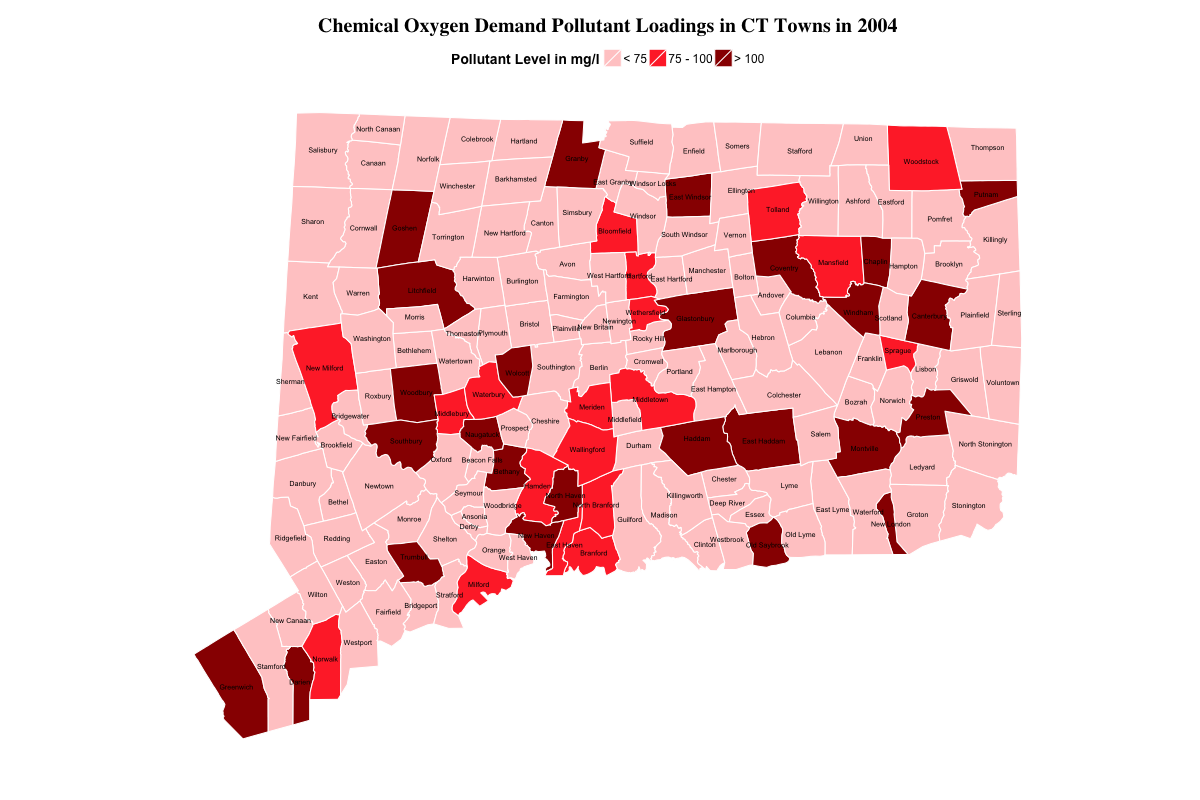 Chemical Oxygen Demand Pollutant Loadings in CT Towns in 2004
Pollutant Level in mg/l < 75 75 - 100 > 100
North Canaan
Colebrook
Hartland
Salisbury
Canaan
Norfolk
Granby
Suffield
Enfield
Somers
Stafford
Union
Woodstock
Thompson
Winchester
Barkhamsted
East Granby
Windsor Locks
East Windsor
Ellington
Putnam
Sharon
Cornwall
Goshen
Torrington
New Hartford
Canton
Simsbury
Bloomfield
Windsor
South Windsor
Vernon
Tolland
Willington
Ashford
Eastford
Pomfret
Killingly
Kent
Warren
Litchfield
Harwinton
Burlington
Avon
West Hartford
Hartford
East Hartford
Manchester
Bolton
Coventry
Mansfield
Chaplin
Hampton
Brooklyn
Morris
Farmington
Andover
Washington
Thomaston
Plymouth
Bristol
Plainville
New Britain
Newington
Wethersfield
Glastonbury
Columbia
Windham
Scotland
Canterbury
Plainfield
Sterling
Bethleham
Watertown
Rocky Hill
Marlborough
Hebron
Lebanon
Franklin
Sprague
Lisbon
Griswold
Voluntown
New Milford
Sherman
Roxbury
Woodbury
Wolcott
Southington
Berlin
Cromwell
Portland
East Hampton
Colchester
Bozrah
Norwich
Preston
Bridgewater
Middlebury
Waterbury
Cheshire
Meriden
Middletown
Middlefield
New Fairfield
Brookfield
Southbury
Naugatuck
Prospect
Wallingford
Durham
Haddam
East Haddam
Salem
Montville
North Stonington
Oxford
Beacon Falls
Bethany
Ledyard
Danbury
Bethel
Newtown
Seymour
Woodbridge
Hamden
North Haven
North Branford
Guilford
Madison
Killingworth
Chester
Deep River
Essex
Lyme
East Lyme
Waterford
New London
Groton
Stonington
Ridgefield
Redding
Monroe
Ansonia
Derby
Shelton
Orange
New Haven
West Haven
East Haven
Branford
Clinton
Westbrook
Old Saybrook
Old Lyme
Easton
Trumbull
Weston
Wilton
Milford
Stratford
Bridgeport
Fairfield
New Canaan
Westport
Norwalk
Stamford
Darien
Greenwich